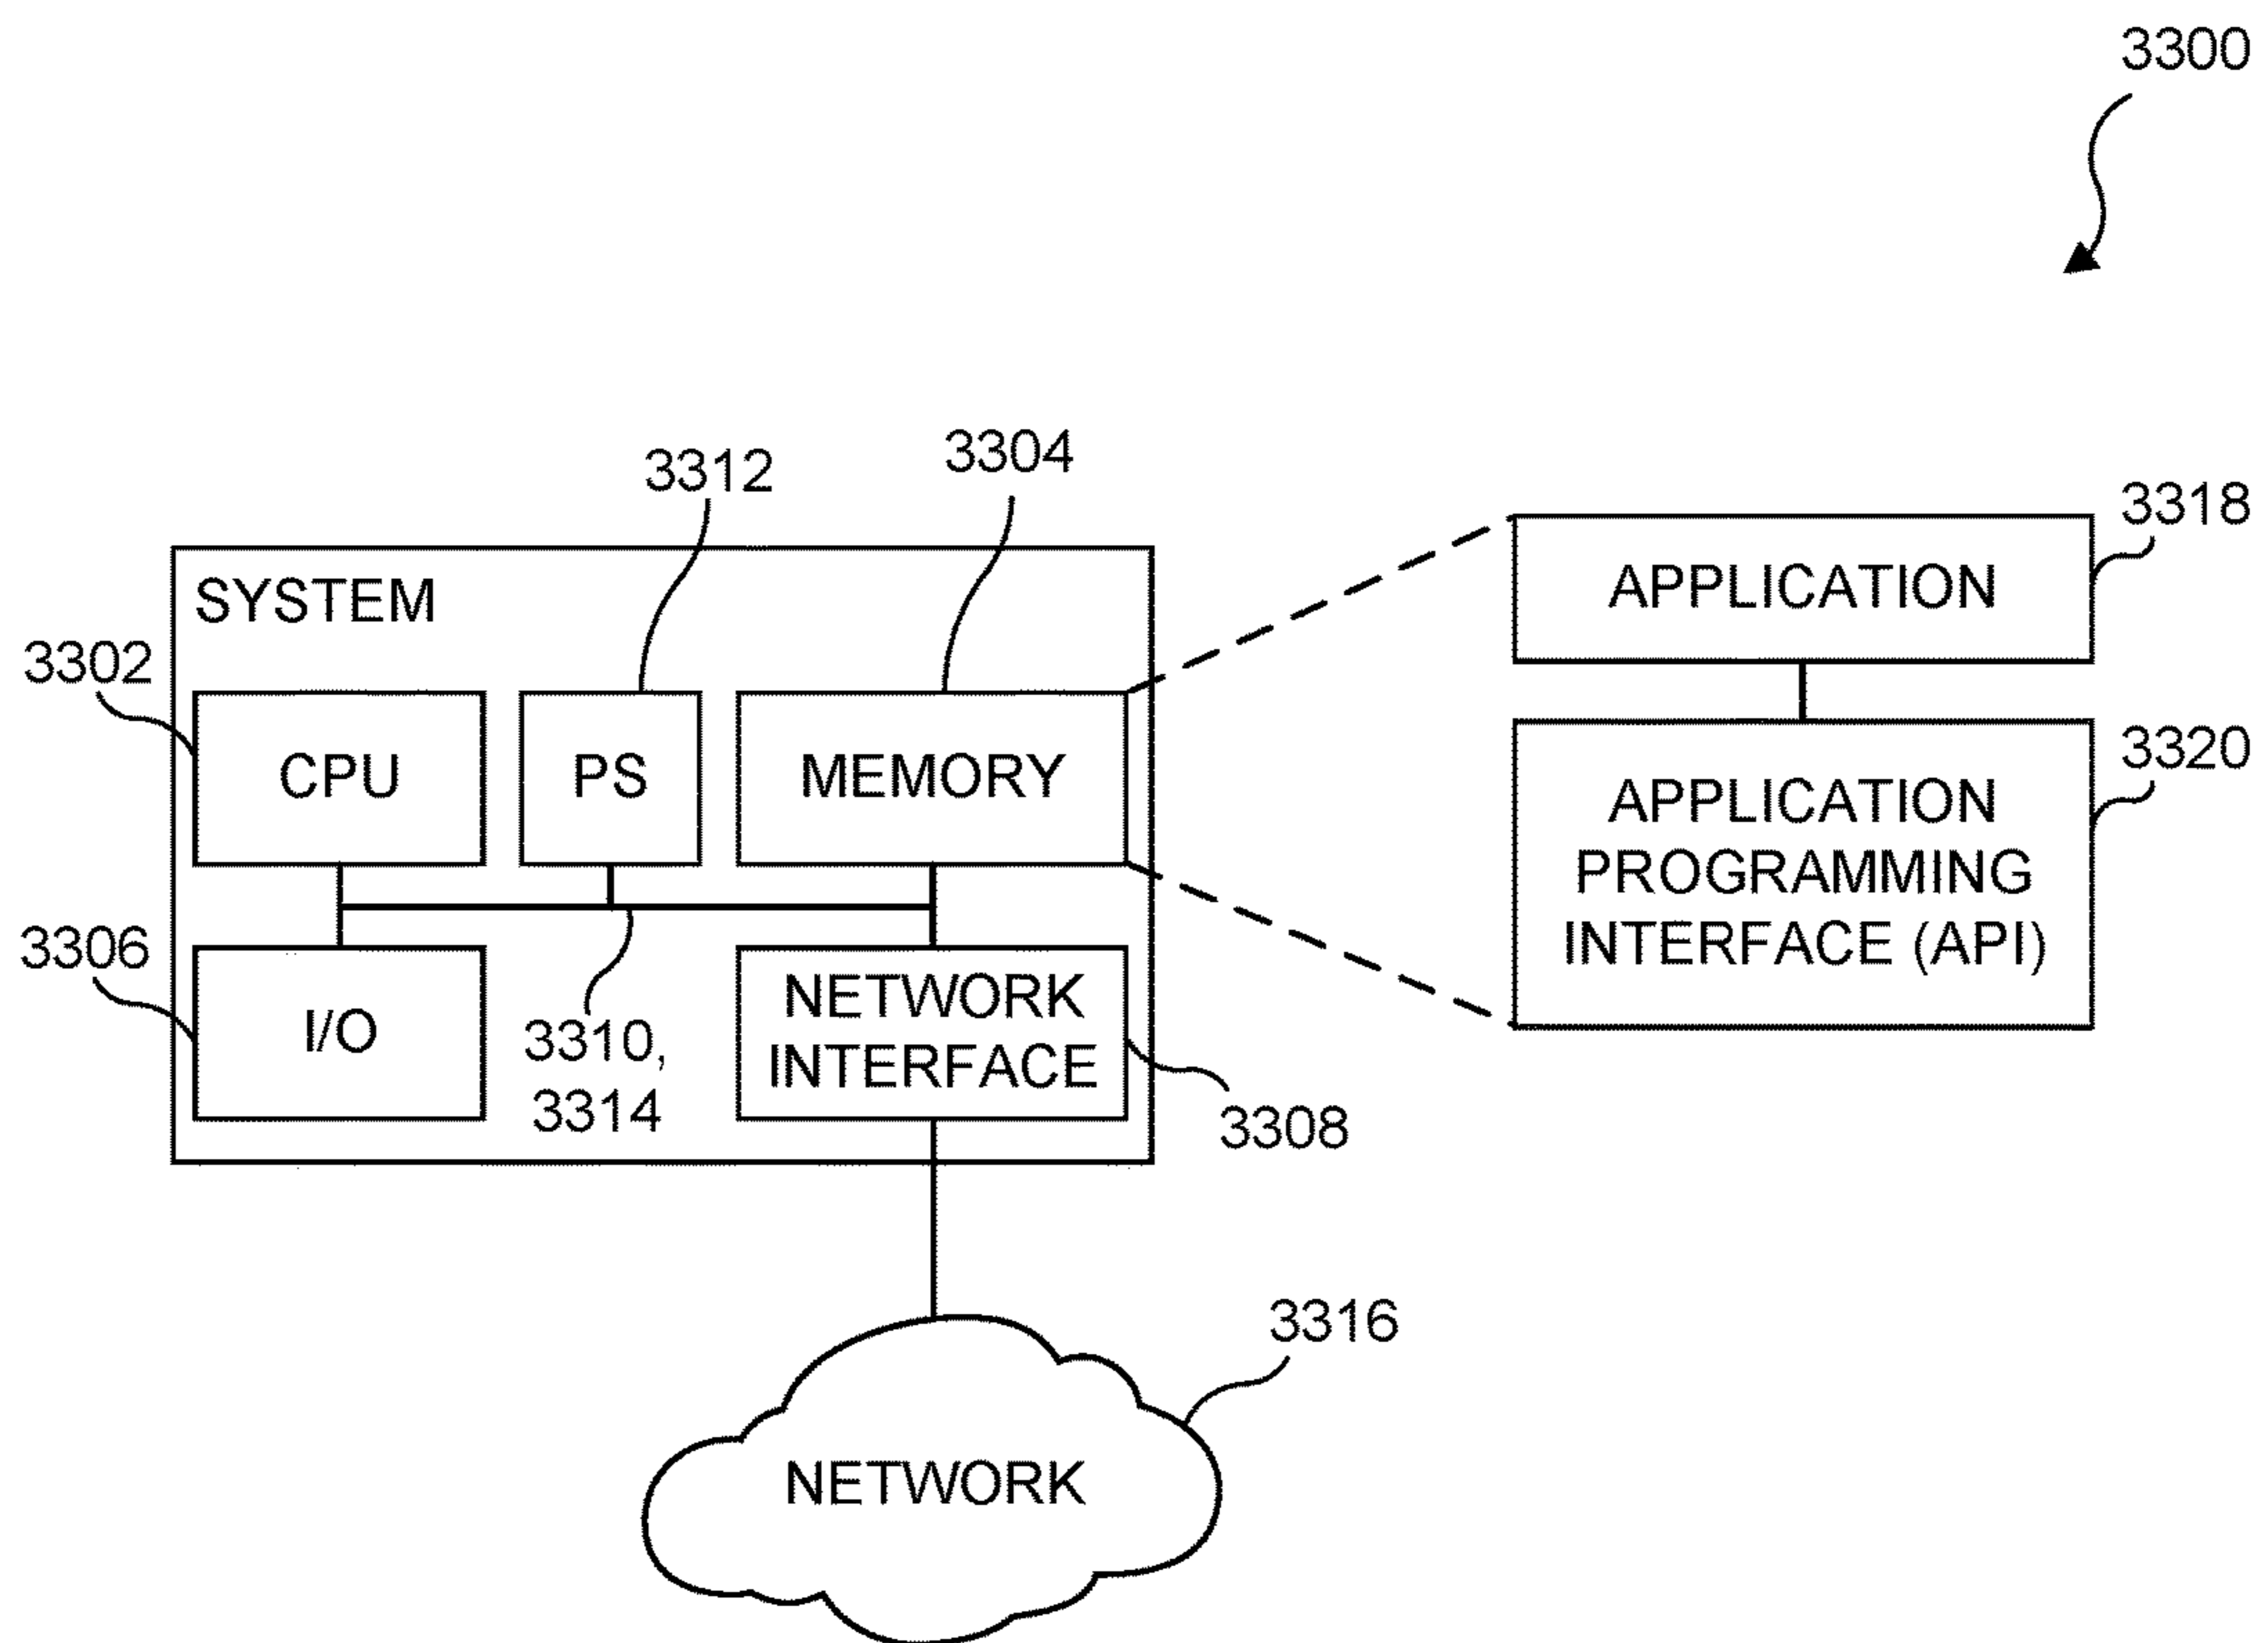 3300
3312
3304
3318
SYSTEM
APPLICATION
3302
CPU
PS
MEMORY
3320
APPLICATION
PROGRAMMING
INTERFACE (API)
3306
I/O
3310,
3314
NETWORK
INTERFACE
3308
3316
NETWORK